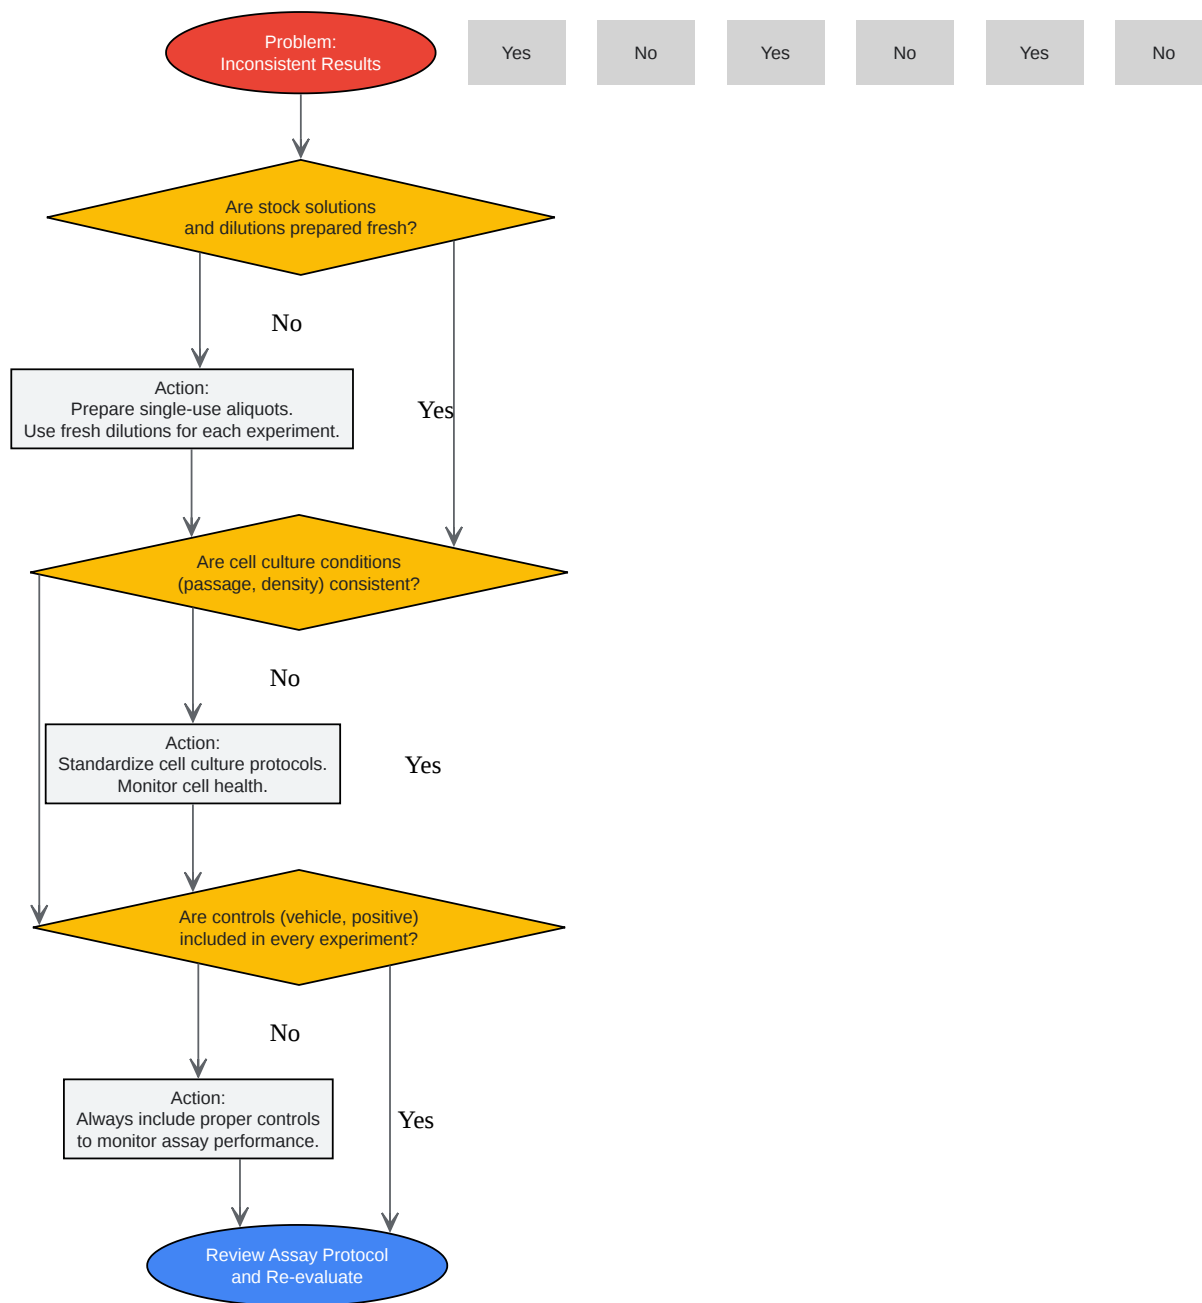 Problem:
Inconsistent Results
Yes
No
Yes
No
Yes
No
Are stock solutions
and dilutions prepared fresh?
No
Action:
Prepare single-use aliquots.
Use fresh dilutions for each experiment.
Yes
Are cell culture conditions
(passage, density) consistent?
No
Action:
Standardize cell culture protocols.
Monitor cell health.
Yes
Are controls (vehicle, positive)
included in every experiment?
No
Action:
Always include proper controls
to monitor assay performance.
Yes
Review Assay Protocol
and Re-evaluate